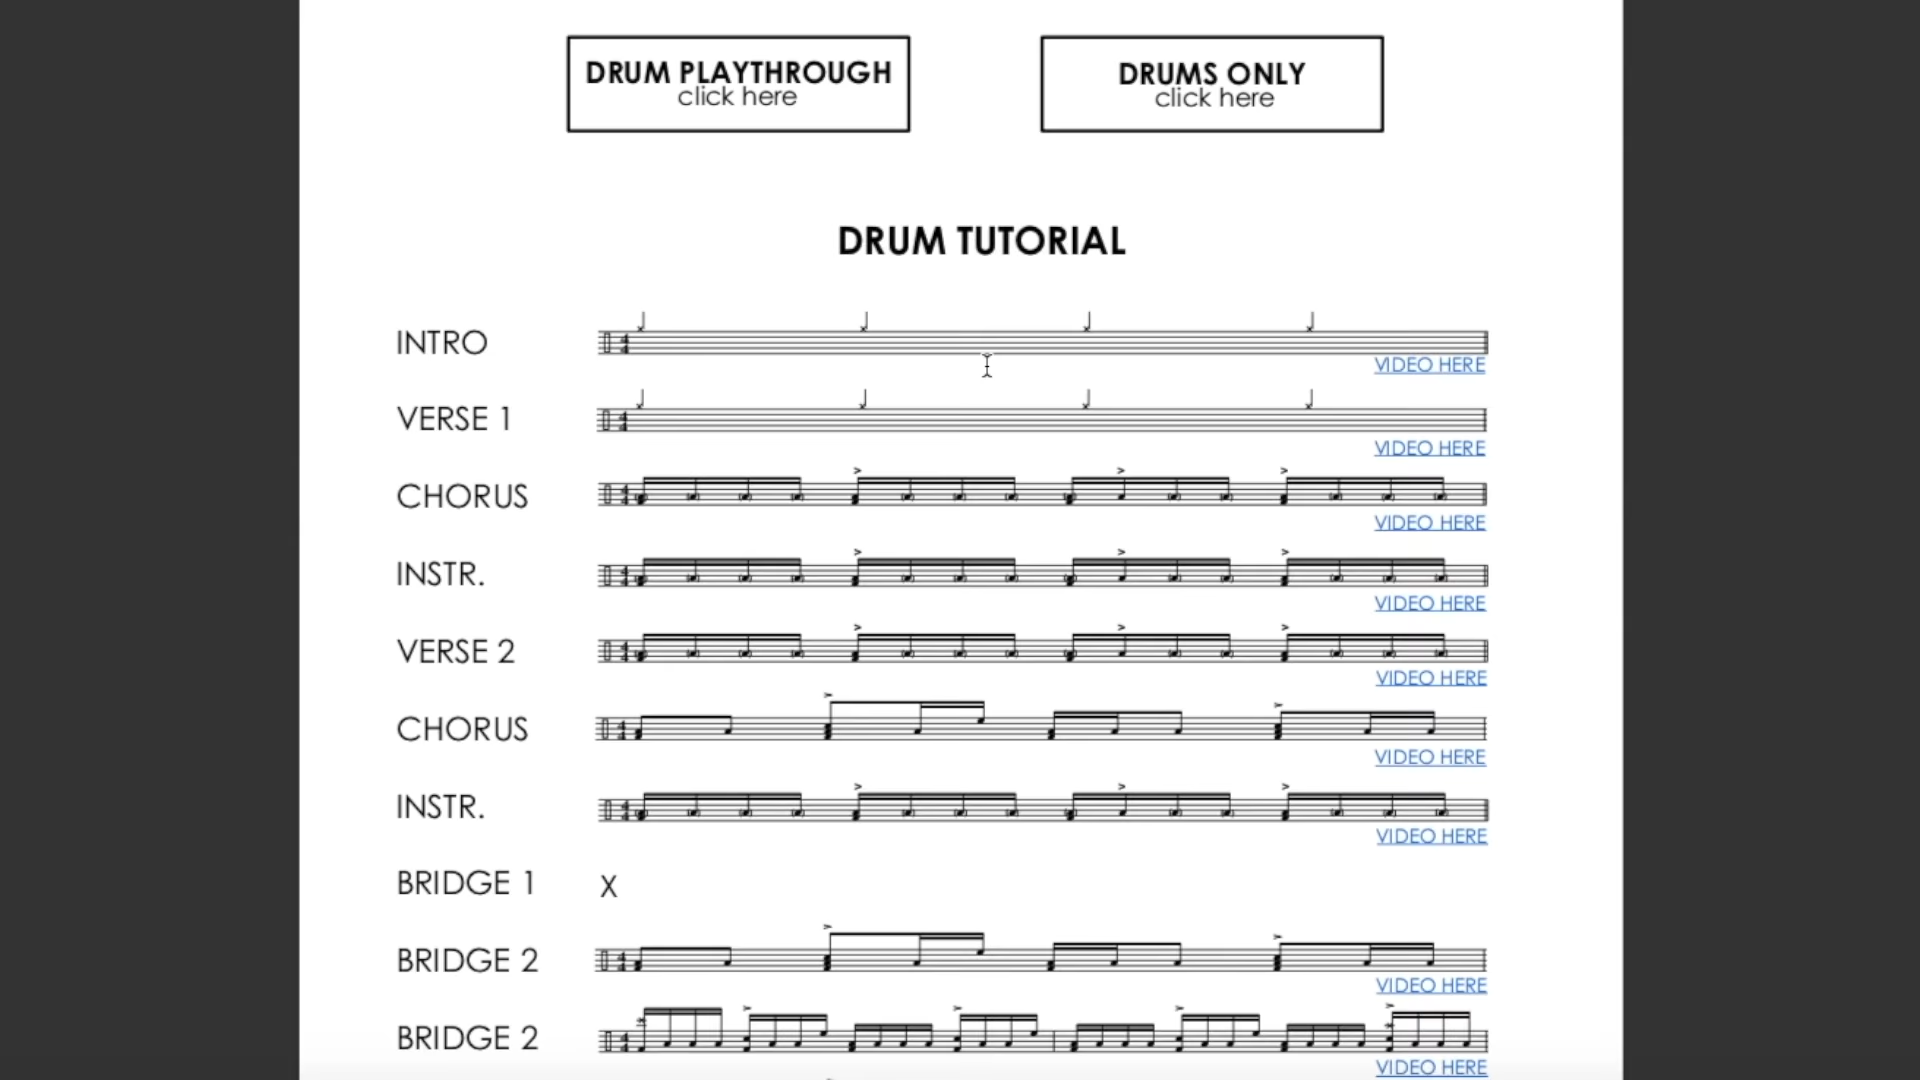 DRUM PLAYTHROUGH
click here
DRUMS ONLY
click here
DRUM TUTORIAL
INTRO
VIDEO HERE
VERSE 1
VIDEO HERE
CHORUS
VIDEO HERE
INSTR.
VIDEO HERE
VERSE 2
VIDEO HERE
CHORUS
VIDEO HERE
INSTR.
VIDEO HERE
BRIDGE 1 X
BRIDGE 2
VIDEO HERE
BRIDGE 2
VIDEO HERE